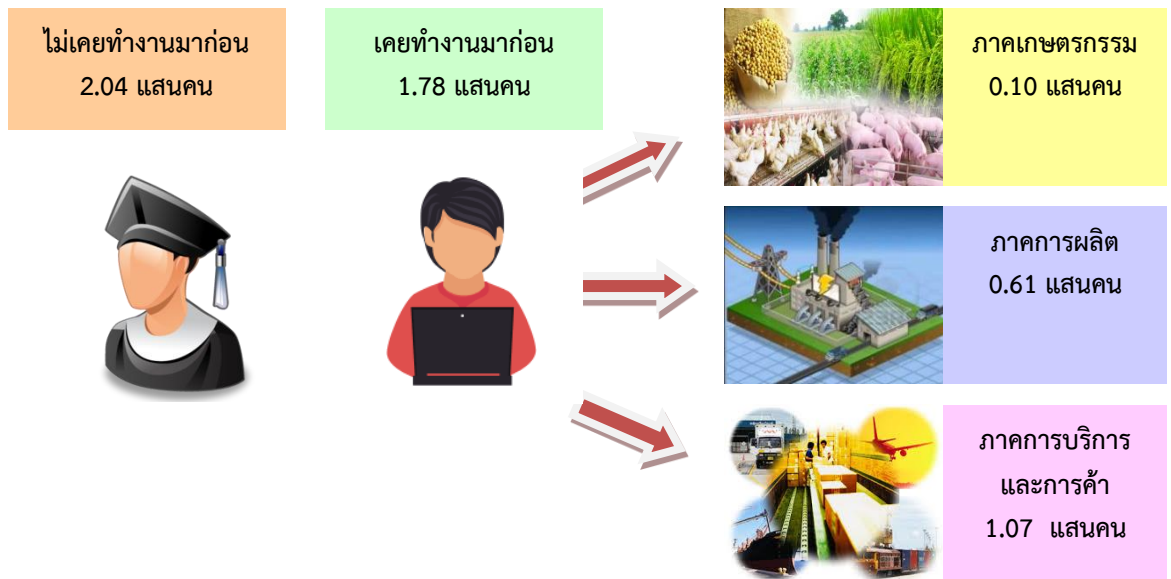 ไม่เคยทำงานมาก่อน
2.04 แสนคน
เคยทำงานมาก่อน
1.78 แสนคน
ภาคเกษตรกรรม
0.10 แสนคน
ภาคการผลิต
0.61 แสนคน
ภาคการบริการ
และการค้า
1.07 แสนคน